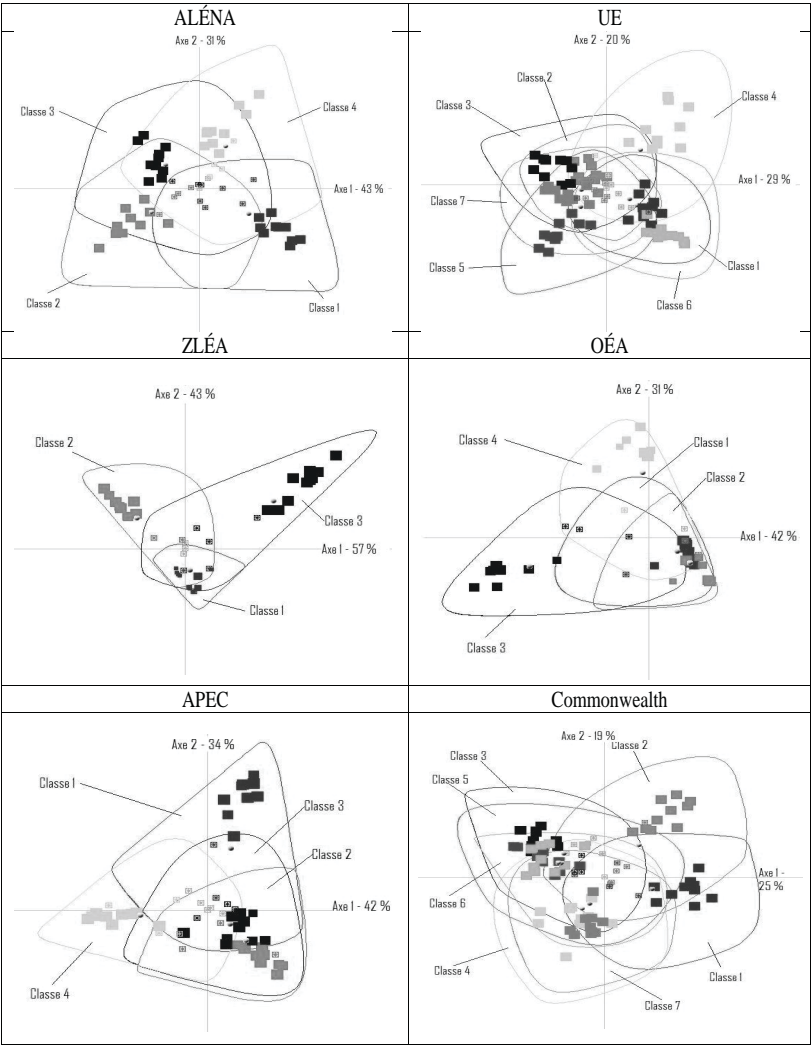 ALÉNA
Axe 2 - 31 %
Classe 3
Classe 4
Axe 1 - 43 %
Classe 2
Classe 1
UE
Axe 2 - 20 %
Classe 2
Classe 3
Classe 4
Axe 1 - 29 %
Classe 7
Classe 5
Classe 1
Classe 6
ZLÉA
Axe 2 - 43 %
Classe 2
Classe 3
Axe 1 - 57 %
Classe 1
OÉA
Axe 2 - 31 %
Classe 4
Classe 1
Classe 2
Axe 1 - 42 %
Classe 3
APEC
Axe 2 - 34 %
Classe 1
Classe 3
Classe 2
Axe 1 - 42 %
Classe 4
Commonwealth
Axe 2 - 19 %
Classe 2
Classe 3
Classe 5
Axe 1 -
25 %
Classe 6
Classe 4
Classe 1
Classe 7